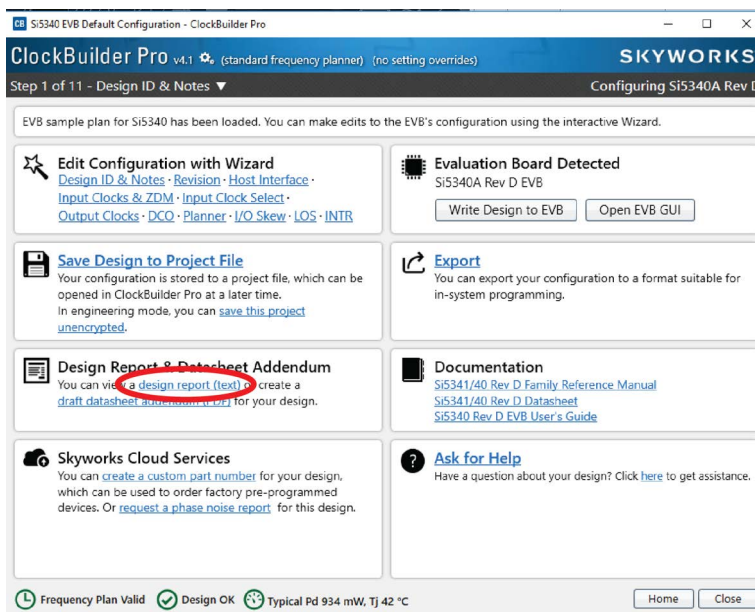 CB Si5340 EVB Default Configuration - ClockBuilder Pro
ClockBuilder Pro v4.1 (standard frequency planner) (no setting overrides) SKYWORKS
Step 1 of 11 - Design ID & Notes ▼ Configuring Si5340A Rev D
EVB sample plan for Si5340 has been loaded. You can make edits to the EVB's configuration using the interactive Wizard.
Edit Configuration with Wizard
Design ID & Notes · Revision · Host Interface ·
Input Clocks & ZDM · Input Clock Select ·
Output Clocks · DCO · Planner · I/O Skew · LOS · INTR
Evaluation Board Detected
Si5340A Rev D EVB
Write Design to EVB Open EVB GUI
Save Design to Project File
Your configuration is stored to a project file, which can be
opened in ClockBuilder Pro at a later time.
In engineering mode, you can save this project
unencrypted.
Export
You can export your configuration to a format suitable for
in-system programming.
Design Report & Datasheet Addendum
You can view a design report (text) or create a
draft datasheet addendum (PDF) for your design.
Documentation
Si5341/40 Rev D Family Reference Manual
Si5341/40 Rev D Datasheet
Si5340 Rev D EVB User's Guide
Skyworks Cloud Services
You can create a custom part number for your design,
which can be used to order factory pre-programmed
devices. Or request a phase noise report for this design.
Ask for Help
Have a question about your design? Click here to get assistance.
Frequency Plan Valid Design OK Typical Pd 934 mW, Tj 42 °C Home Close